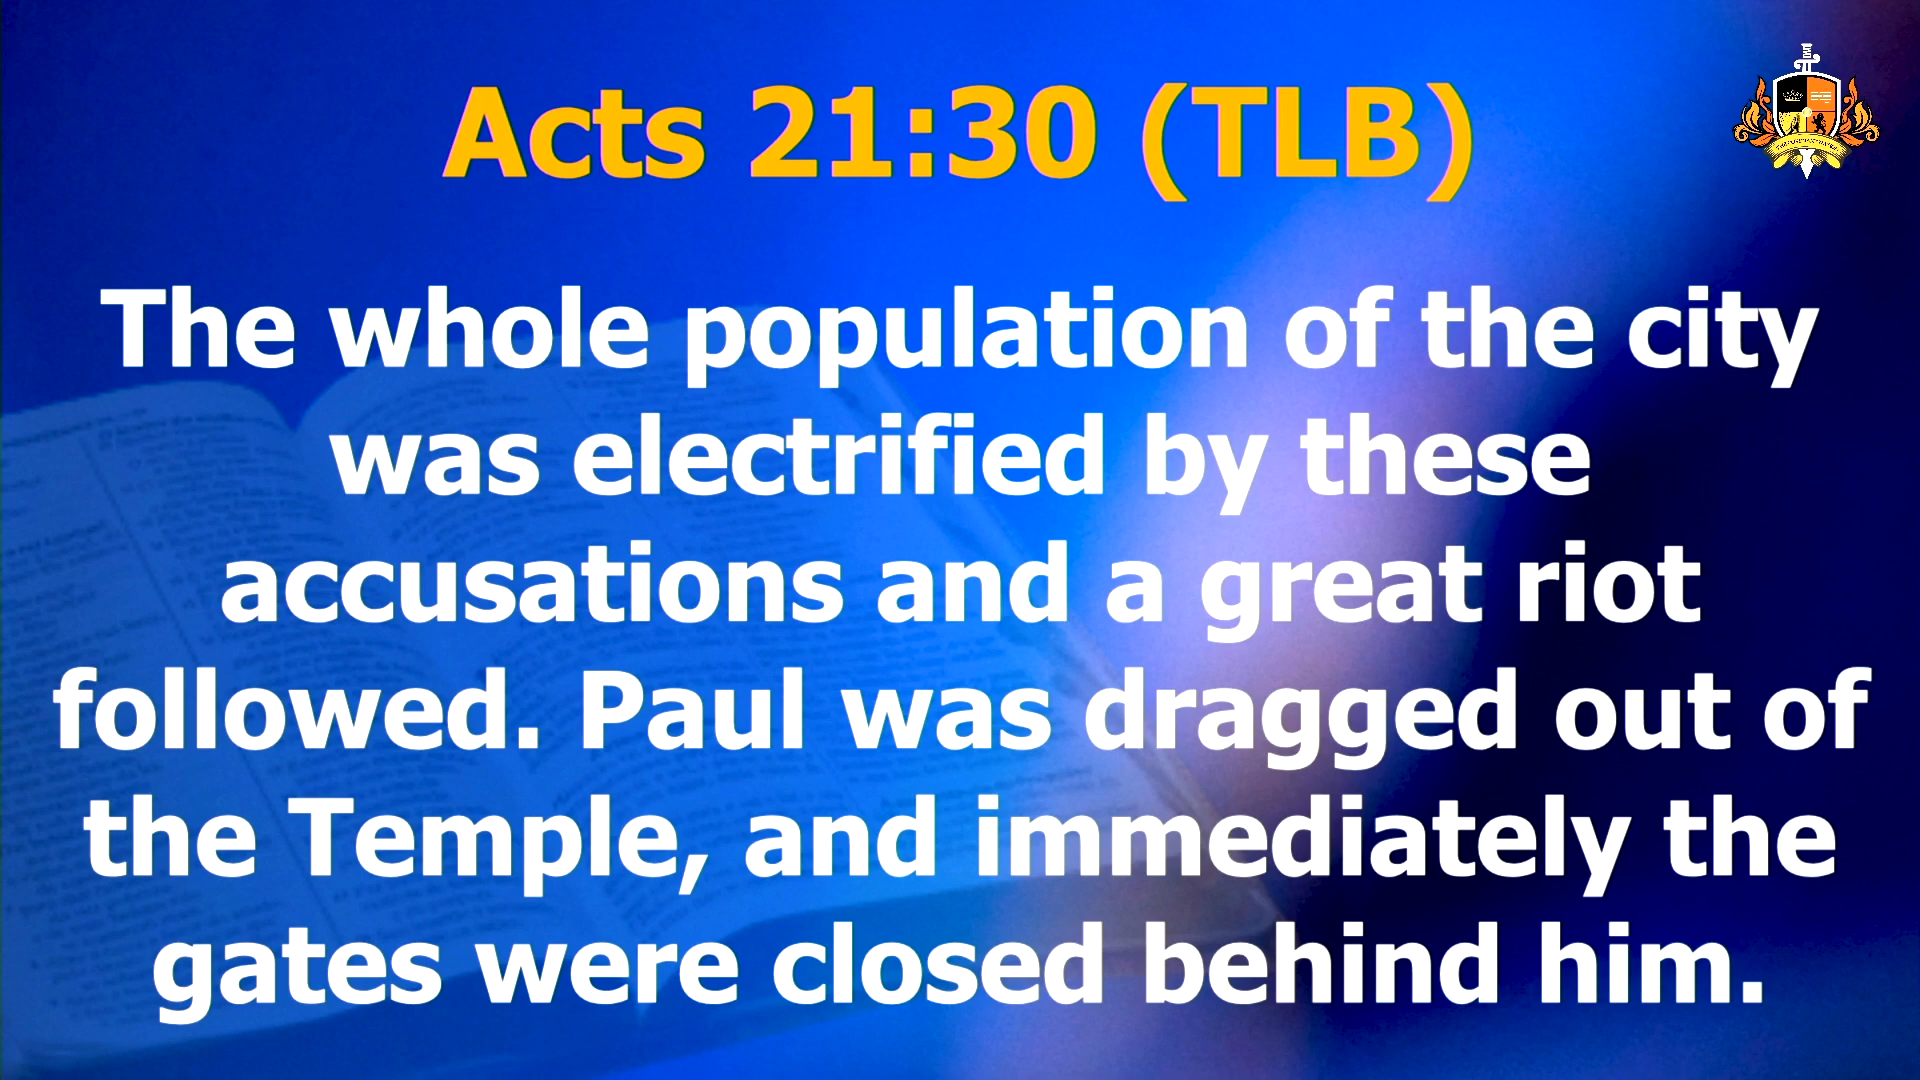 Acts 21:30 (TLB)
The whole population of the city
was electrified by these
accusations and a great riot
followed. Paul was dragged out of
the Temple, and immediately the
gates were closed behind him.